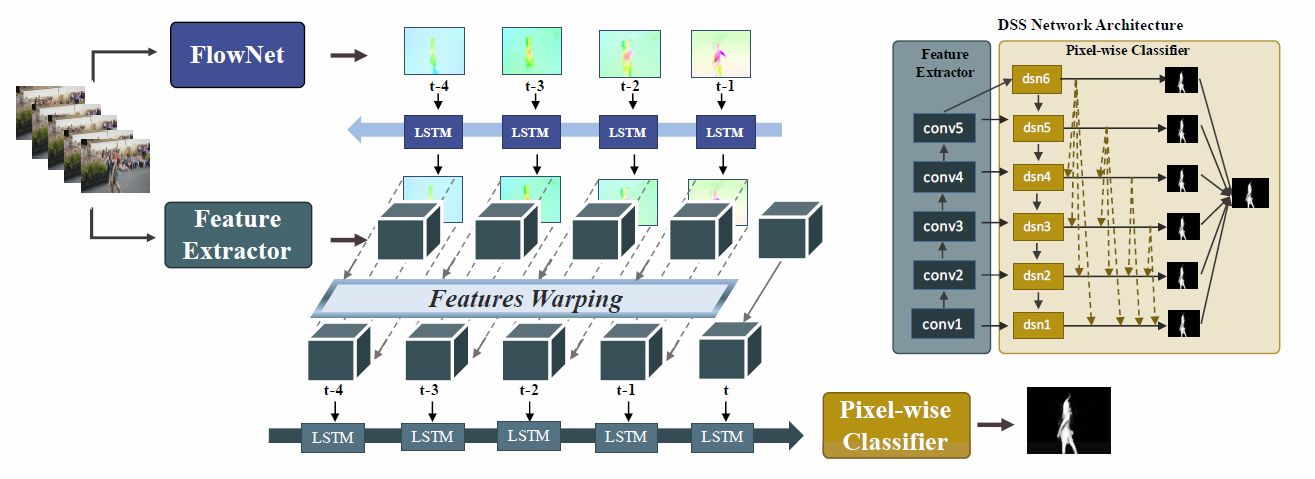 FlowNet
t-4 t-3 t-2 t-1
LSTM LSTM LSTM LSTM
Feature
Extractor
Features Warping
t-4 t-3 t-2 t-1 t
LSTM LSTM LSTM LSTM LSTM
Pixel-wise
Classifier
DSS Network Architecture
Feature
Extractor
conv5
conv4
conv3
conv2
conv1
Pixel-wise Classifier
dsn6
dsn5
dsn4
dsn3
dsn2
dsn1